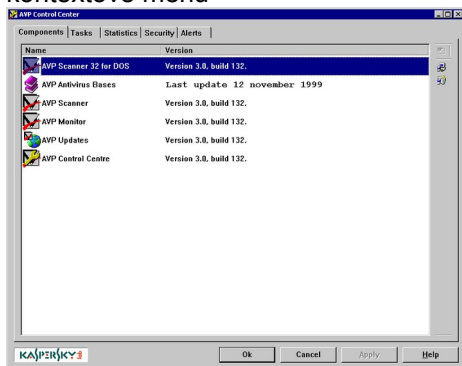 kontextové menu
AVP Control Center
Components Tasks Statistics Security Alerts
Name Version
AVP Scanner 32 for DOS Version 3.0, build 132.
AVP Antivirus Bases Last update 12 november 1999
AVP Scanner Version 3.0, build 132.
AVP Monitor Version 3.0, build 132.
AVP Updates Version 3.0, build 132.
AVP Control Centre Version 3.0, build 132.
KASPERSKY
Ok Cancel Apply Help